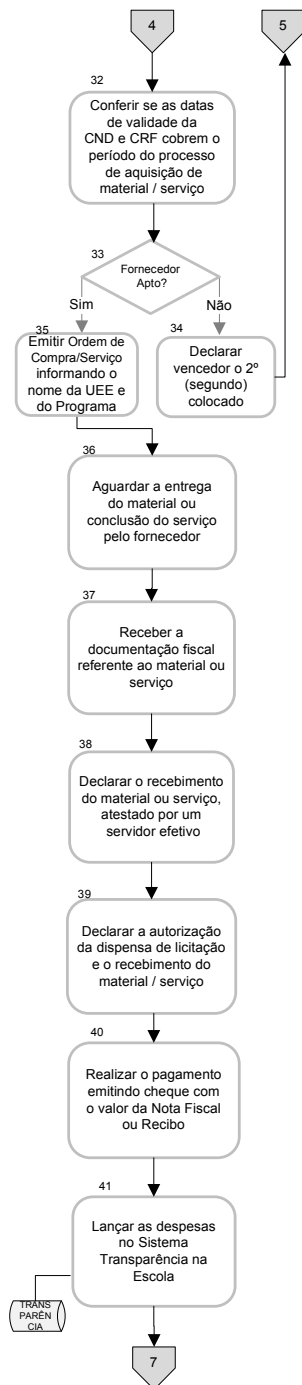 4
5
32
Conferir se as datas
de validade da
CND e CRF cobrem o
período do processo
de aquisição de
material / serviço
33
Fornecedor
Apto?
Sim
Não
35
Emitir Ordem de
Compra/Serviço
informando o
nome da UEE e
do Programa
34
Declarar
vencedor o 2º
(segundo)
colocado
36
Aguardar a entrega
do material ou
conclusão do serviço
pelo fornecedor
37
Receber a
documentação fiscal
referente ao material ou
serviço
38
Declarar o recebimento
do material ou serviço,
atestado por um
servidor efetivo
39
Declarar a autorização
da dispensa de licitação
e o recebimento do
material / serviço
40
Realizar o pagamento
emitindo cheque com
o valor da Nota Fiscal
ou Recibo
41
Lançar as despesas
no Sistema
Transparência na
Escola
TRANS
PARÊN
CIA
7